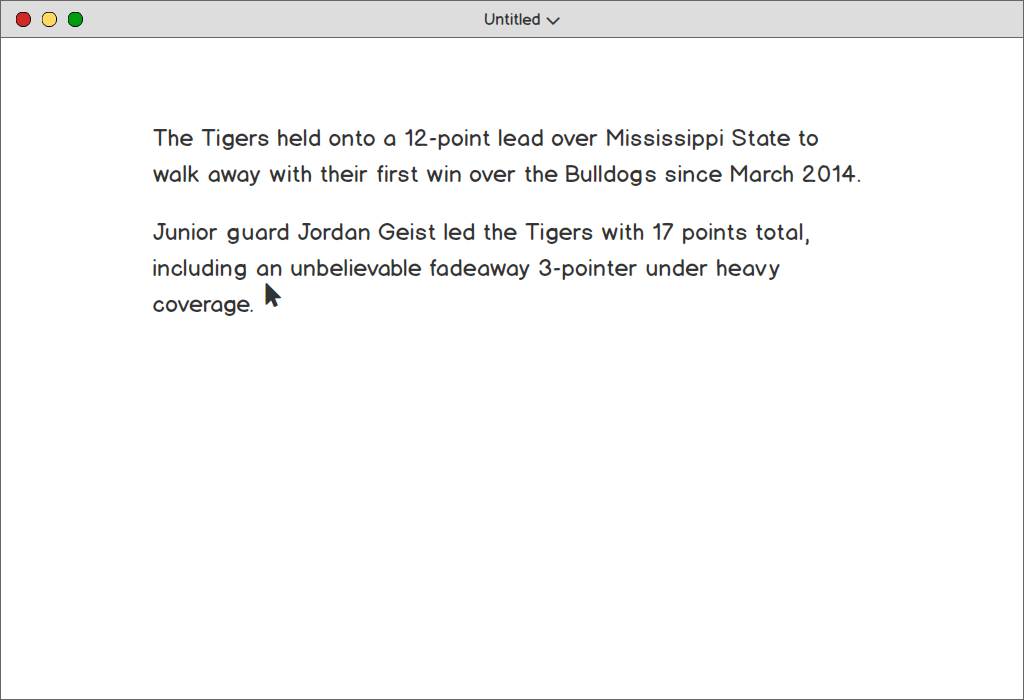 Untitled
The Tigers held onto a 12-point lead over Mississippi State to
walk away with their first win over the Bulldogs since March 2014.
Junior guard Jordan Geist led the Tigers with 17 points total,
including an unbelievable fadeaway 3-pointer under heavy
coverage.